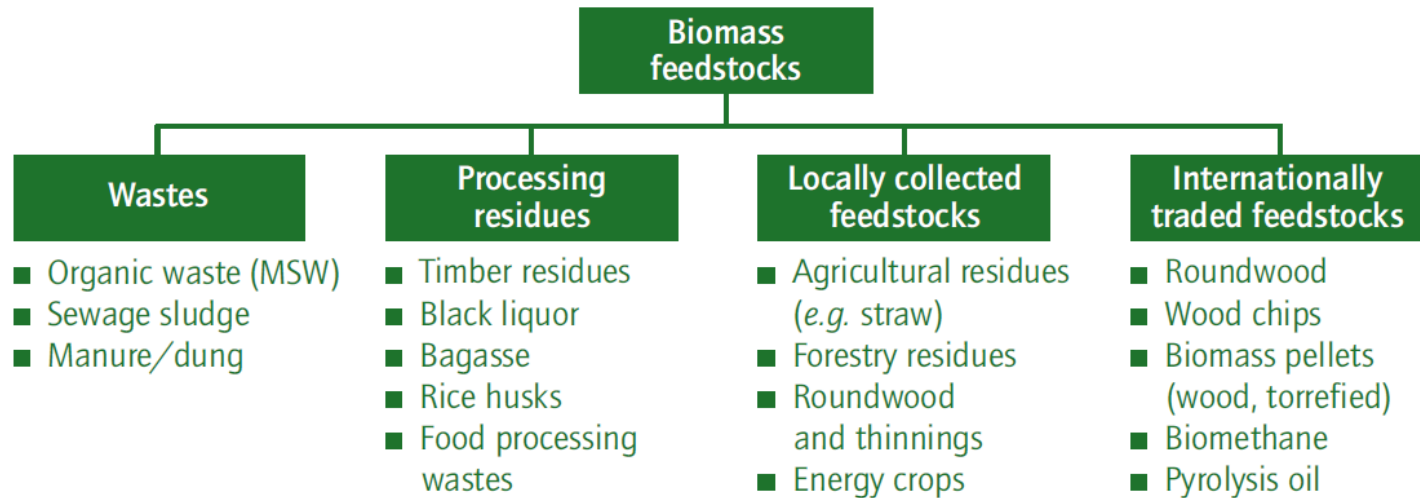 Biomass
feedstocks
Wastes
■ Organic waste (MSW)
■ Sewage sludge
■ Manure/dung
Processing
residues
■ Timber residues
■ Black liquor
■ Bagasse
■ Rice husks
■ Food processing
wastes
Locally collected
feedstocks
■ Agricultural residues
(e.g. straw)
■ Forestry residues
■ Roundwood
and thinnings
■ Energy crops
Internationally
traded feedstocks
■ Roundwood
■ Wood chips
■ Biomass pellets
(wood, torrefied)
■ Biomethane
■ Pyrolysis oil